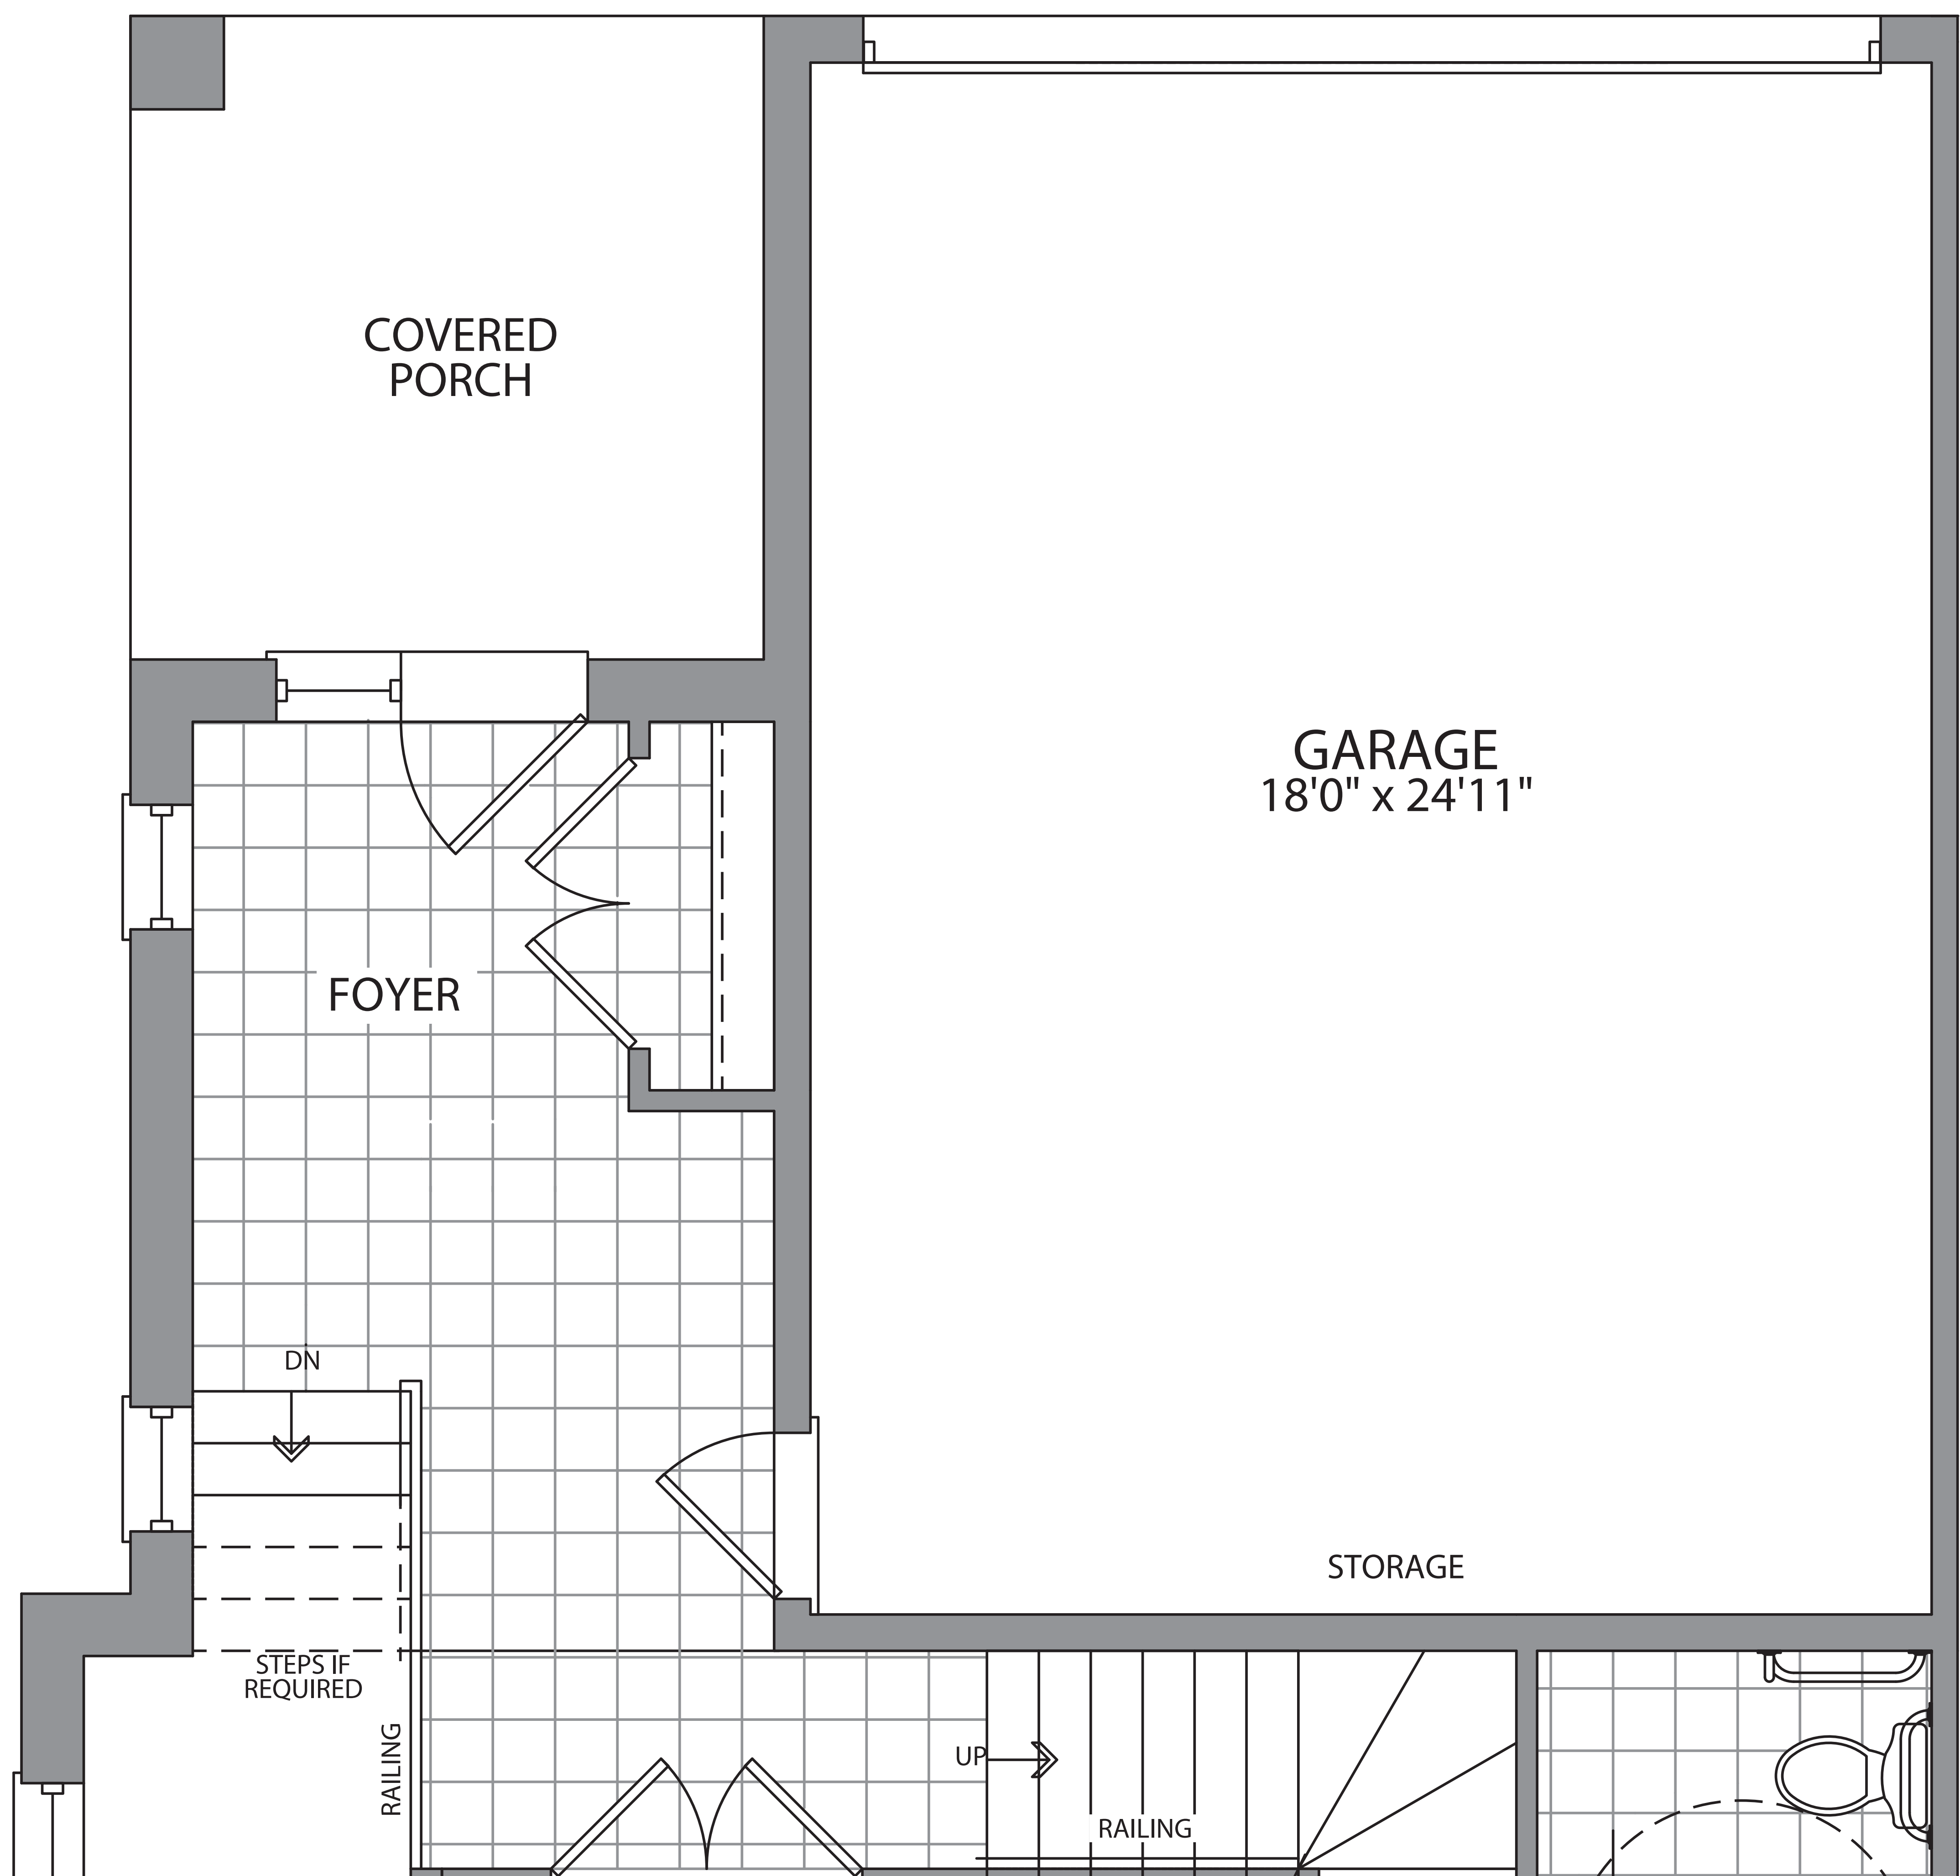 COVERED
PORCH
GARAGE
18'0" x 24'11"
FOYER
DN
STORAGE
STEPS IF
REQUIRED
RAILING
UP
RAILING